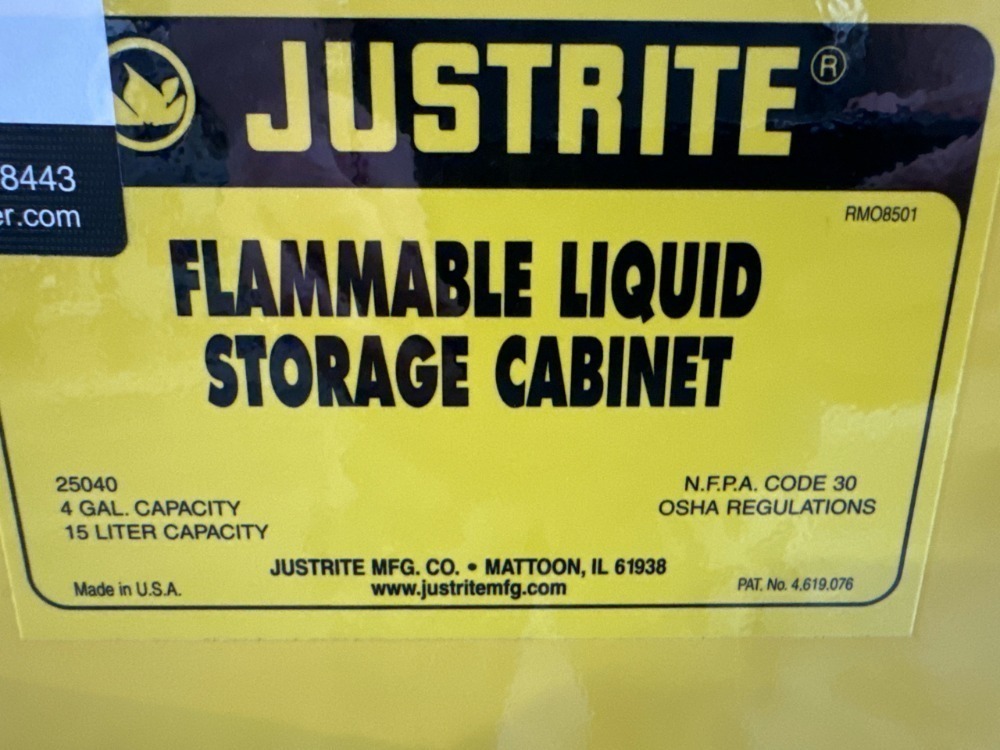 JUSTRITE®
8443
er.com
RMO8501
FLAMMABLE LIQUID
STORAGE CABINET
25040
4 GAL. CAPACITY
15 LITER CAPACITY
N.F.P.A. CODE 30
OSHA REGULATIONS
JUSTRITE MFG. CO. • MATTOON, IL 61938
www.justritemfg.com
Made in U.S.A.
PAT. No. 4,619,076